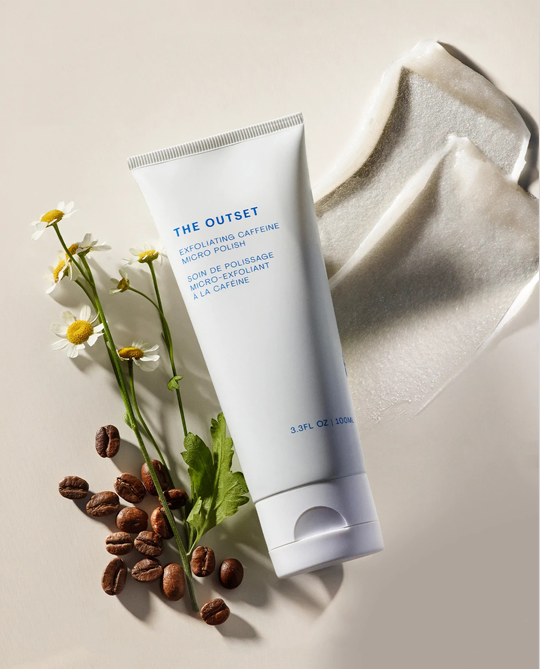 THE OUTSET
EXFOLIATING CAFFEINE
MICRO POLISH
SOIN DE POLISSAGE
MICRO-EXFOLIANT
À LA CAFÉINE
3.3FL OZ | 100ML